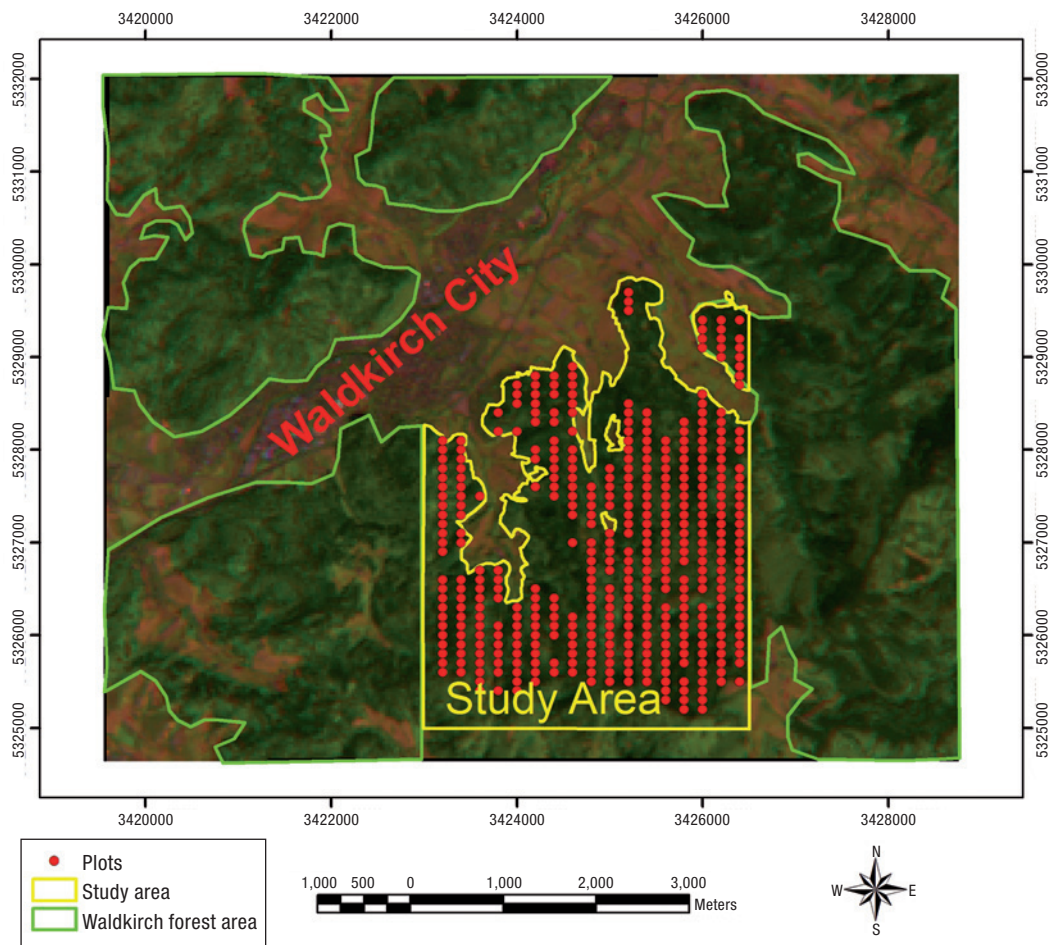 3420000 3422000 3424000 3426000 3428000
5332000 5332000
5331000 5331000
5330000 5330000
5329000 5329000
5328000 5328000
5327000 5327000
5326000 5326000
5325000 5325000
Waldkirch City
Study Area
3420000 3422000 3424000 3426000 3428000
Plots
Study area
Waldkirch forest area
1,000 500 0 1,000 2,000 3,000
Meters
N
W E
S